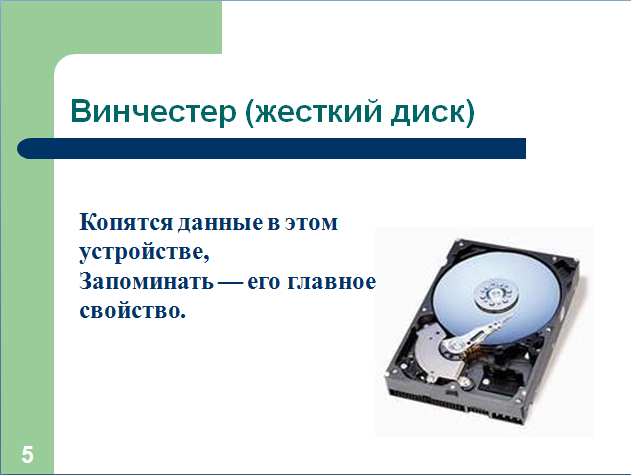 Винчестер (жесткий диск)
Копятся данные в этом
устройстве,
Запоминать — его главное
свойство.
5